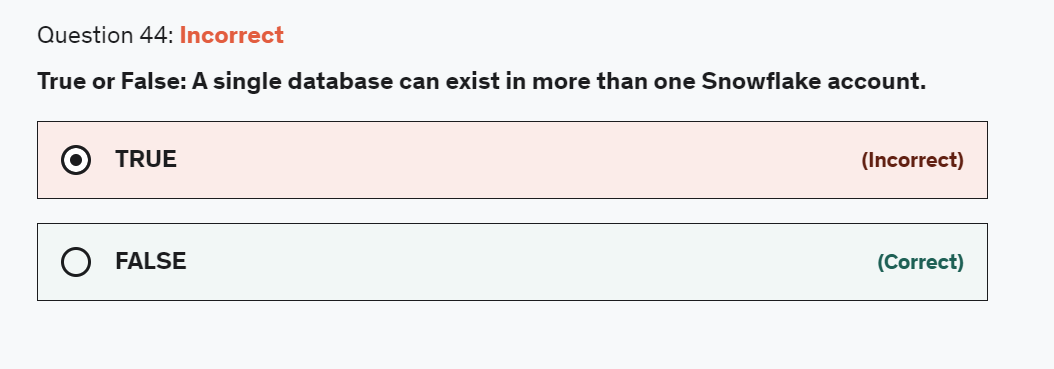 Question 44: Incorrect
True or False: A single database can exist in more than one Snowflake account.
TRUE (Incorrect)
FALSE (Correct)